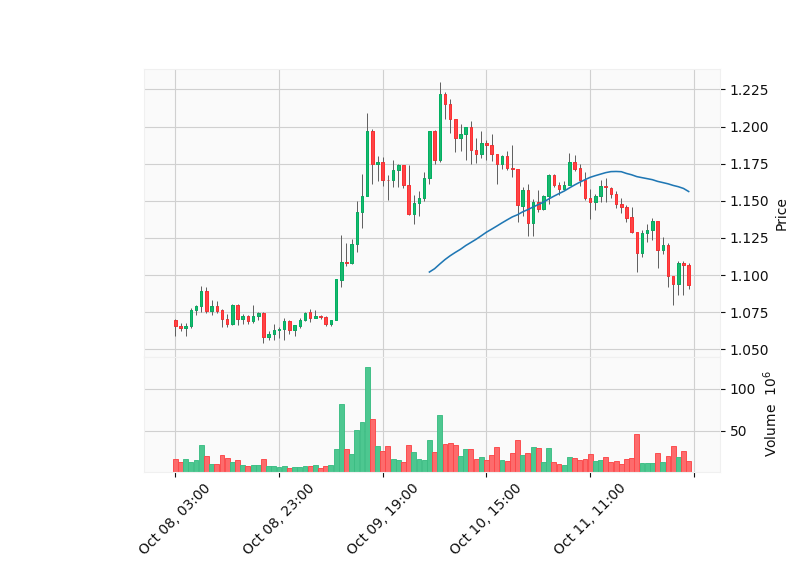 1.225
1.200
1.175
1.150
1.125
1.100
1.075
1.050
Price
100
50
Volume 10^6
Oct 08, 03:00
Oct 08, 23:00
Oct 09, 19:00
Oct 10, 15:00
Oct 11, 11:00